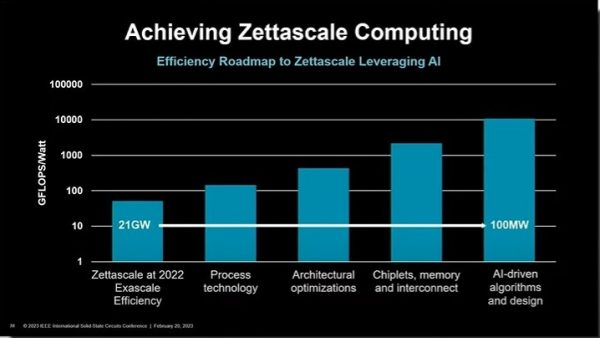 Achieving Zettascale Computing
Efficiency Roadmap to Zettascale Leveraging AI
100000
10000
1000
100
10
1
GFLOPS/Watt
21GW
100MW
Zettascale at 2022
Exascale
Efficiency
Process
technology
Architectural
optimizations
Chiplets, memory
and interconnect
AI-driven
algorithms
and design
© 2023 IEEE International Solid-State Circuits Conference | February 20, 2023